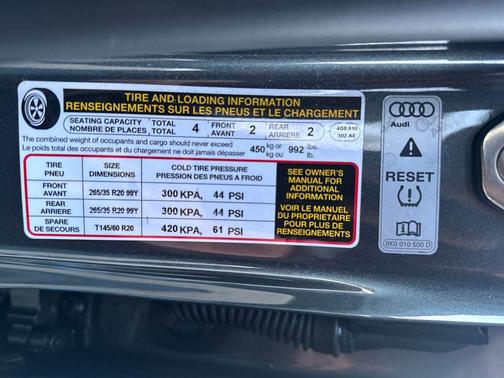 TIRE AND LOADING INFORMATION
RENSEIGNEMENTS SUR LES PNEUS ET LE CHARGEMENT
SEATING CAPACITY TOTAL 4 FRONT 2 REAR 2
NOMBRE DE PLACES TOTAL AVANT ARRIERE
4G8 010
502 AE
The combined weight of occupants and cargo should never exceed
Le poids total des occupants et du chargement ne doit jamais dépasser
450 kg or/ou 992 lbs. or/ou lb.
TIRE SIZE COLD TIRE PRESSURE
PNEU DIMENSIONS PRESSION DES PNEUS A FROID
FRONT
AVANT 265/35 R20 99Y 300 KPA, 44 PSI
REAR
ARRIERE 265/35 R20 99Y 300 KPA, 44 PSI
SPARE
DE SECOURS T145/60 R20 420 KPA, 61 PSI
SEE OWNER'S
MANUAL FOR
ADDITIONAL
INFORMATION
VOIR LE MANUEL
DU PROPRIETAIRE
POUR PLUS DE
RENSEIGNEMENTS
Audi
RESET
8K0 010 500 D